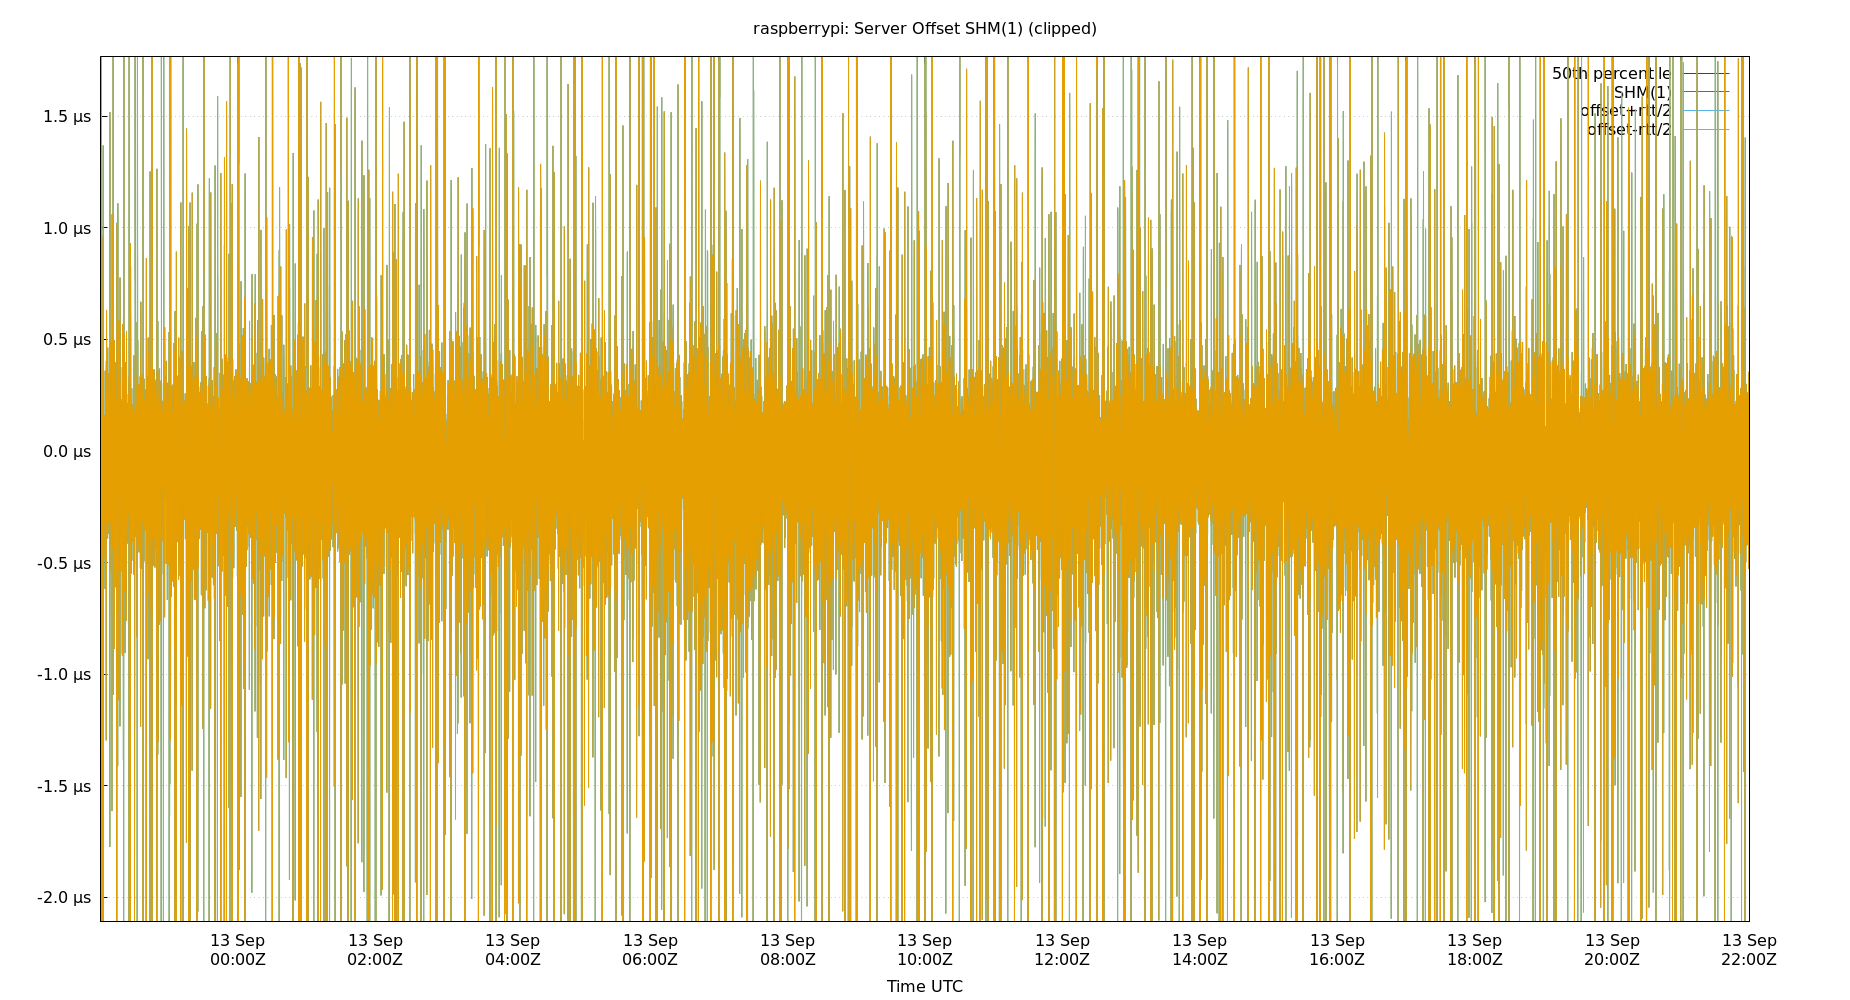 raspberrypi: Server Offset SHM(1) (clipped)
50th percentile
SHM(1)
offset+rtt/2
offset-rtt/2
1.5 µs
1.0 µs
0.5 µs
0.0 µs
-0.5 µs
-1.0 µs
-1.5 µs
-2.0 µs
13 Sep 13 Sep 13 Sep 13 Sep 13 Sep 13 Sep 13 Sep 13 Sep 13 Sep 13 Sep 13 Sep 13 Sep
00:00Z 02:00Z 04:00Z 06:00Z 08:00Z 10:00Z 12:00Z 14:00Z 16:00Z 18:00Z 20:00Z 22:00Z
Time UTC